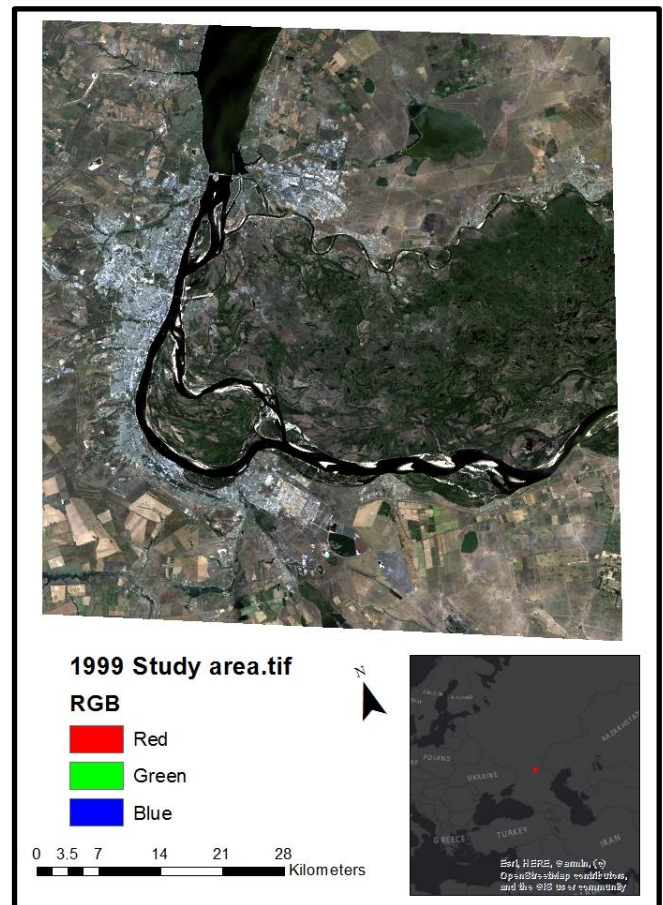 1999 Study area.tif
RGB
Red
Green
Blue
0 3.5 7 14 21 28
Kilometers
N
POLAND
UKRAINE
KAZAKHSTAN
GREECE
TURKEY
IRAN
Esri, HERE, Garmin, (c)
OpenStreetMap contributors,
and the GIS user community